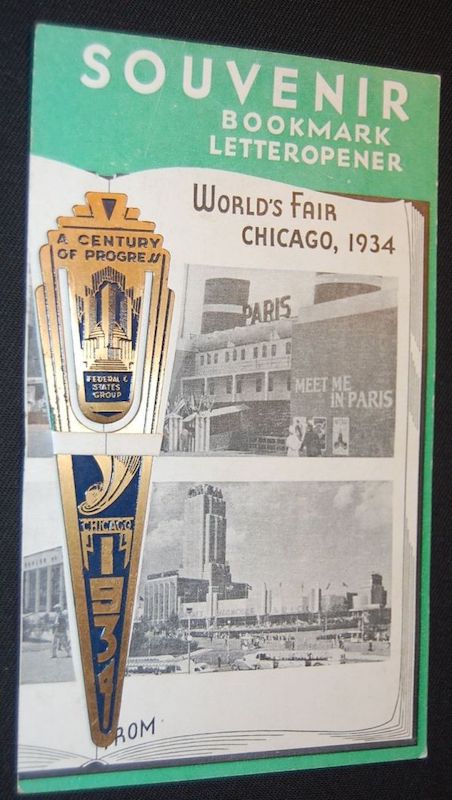 SOUVENIR
BOOKMARK
LETTEROPENER
WORLD'S FAIR
CHICAGO, 1934
A CENTURY
OF PROGRESS
FEDERAL &
STATES
GROUP
PARIS
MEET ME
IN PARIS
CHICAGO
1934
ROM